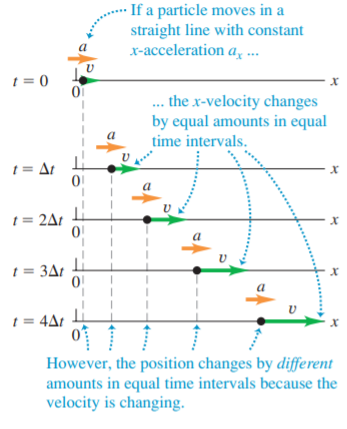 If a particle moves in a
straight line with constant
x-acceleration aₓ ...
a
v
t = 0
0
x
... the x-velocity changes
by equal amounts in equal
time intervals.
a
v
t = Δt
0
x
a
v
t = 2Δt
0
x
a
v
t = 3Δt
0
x
a
v
t = 4Δt
0
x
However, the position changes by different
amounts in equal time intervals because the
velocity is changing.